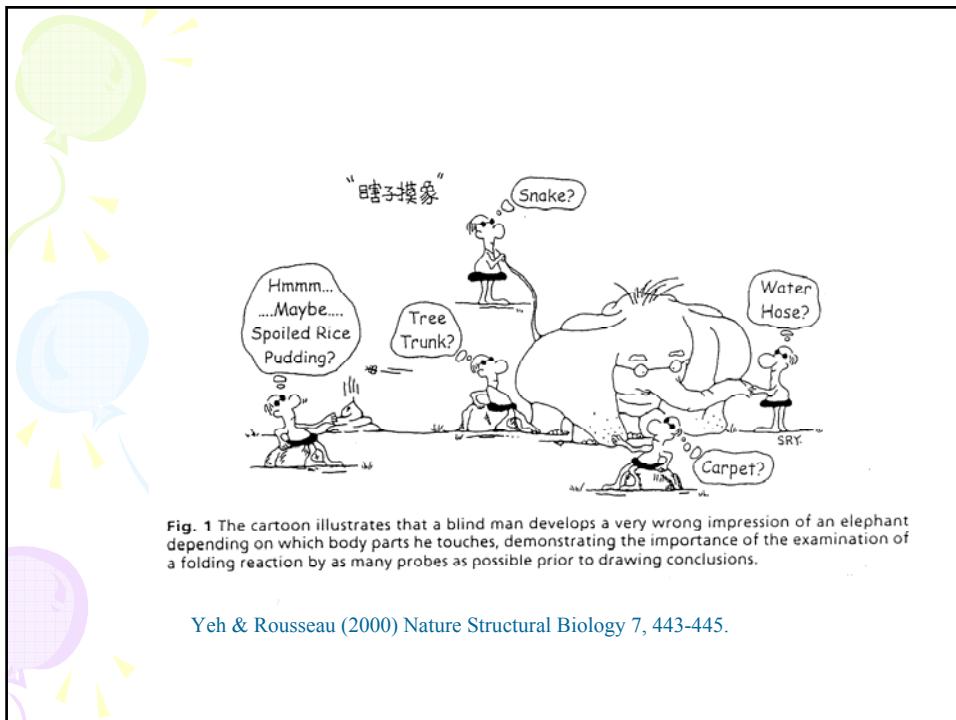 "瞎子摸象"
Snake?
Hmmm...
....Maybe....
Spoiled Rice
Pudding?
Tree
Trunk?
Water
Hose?
SRY.
Carpet?
Fig. 1 The cartoon illustrates that a blind man develops a very wrong impression of an elephant
depending on which body parts he touches, demonstrating the importance of the examination of
a folding reaction by as many probes as possible prior to drawing conclusions.
Yeh & Rousseau (2000) Nature Structural Biology 7, 443-445.